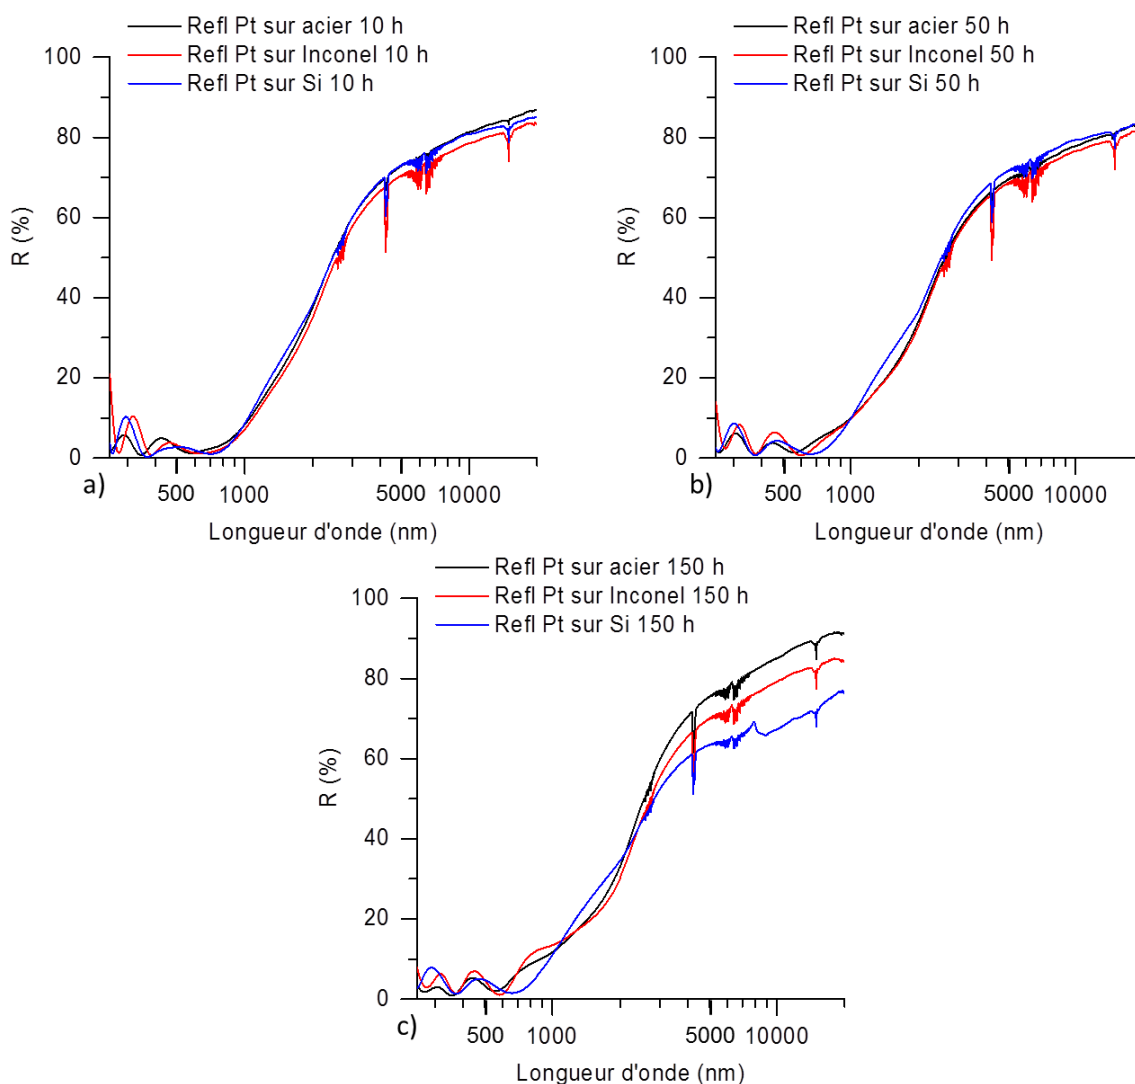 Refl Pt sur acier 10 h
Refl Pt sur Inconel 10 h
Refl Pt sur Si 10 h
100
80
60
40
20
0
R (%)
500
1000
5000
10000
a)
Longueur d'onde (nm)
Refl Pt sur acier 50 h
Refl Pt sur Inconel 50 h
Refl Pt sur Si 50 h
100
80
60
40
20
0
R (%)
500
1000
5000
10000
b)
Longueur d'onde (nm)
Refl Pt sur acier 150 h
Refl Pt sur Inconel 150 h
Refl Pt sur Si 150 h
100
80
60
40
20
0
R (%)
500
1000
5000
10000
c)
Longueur d'onde (nm)